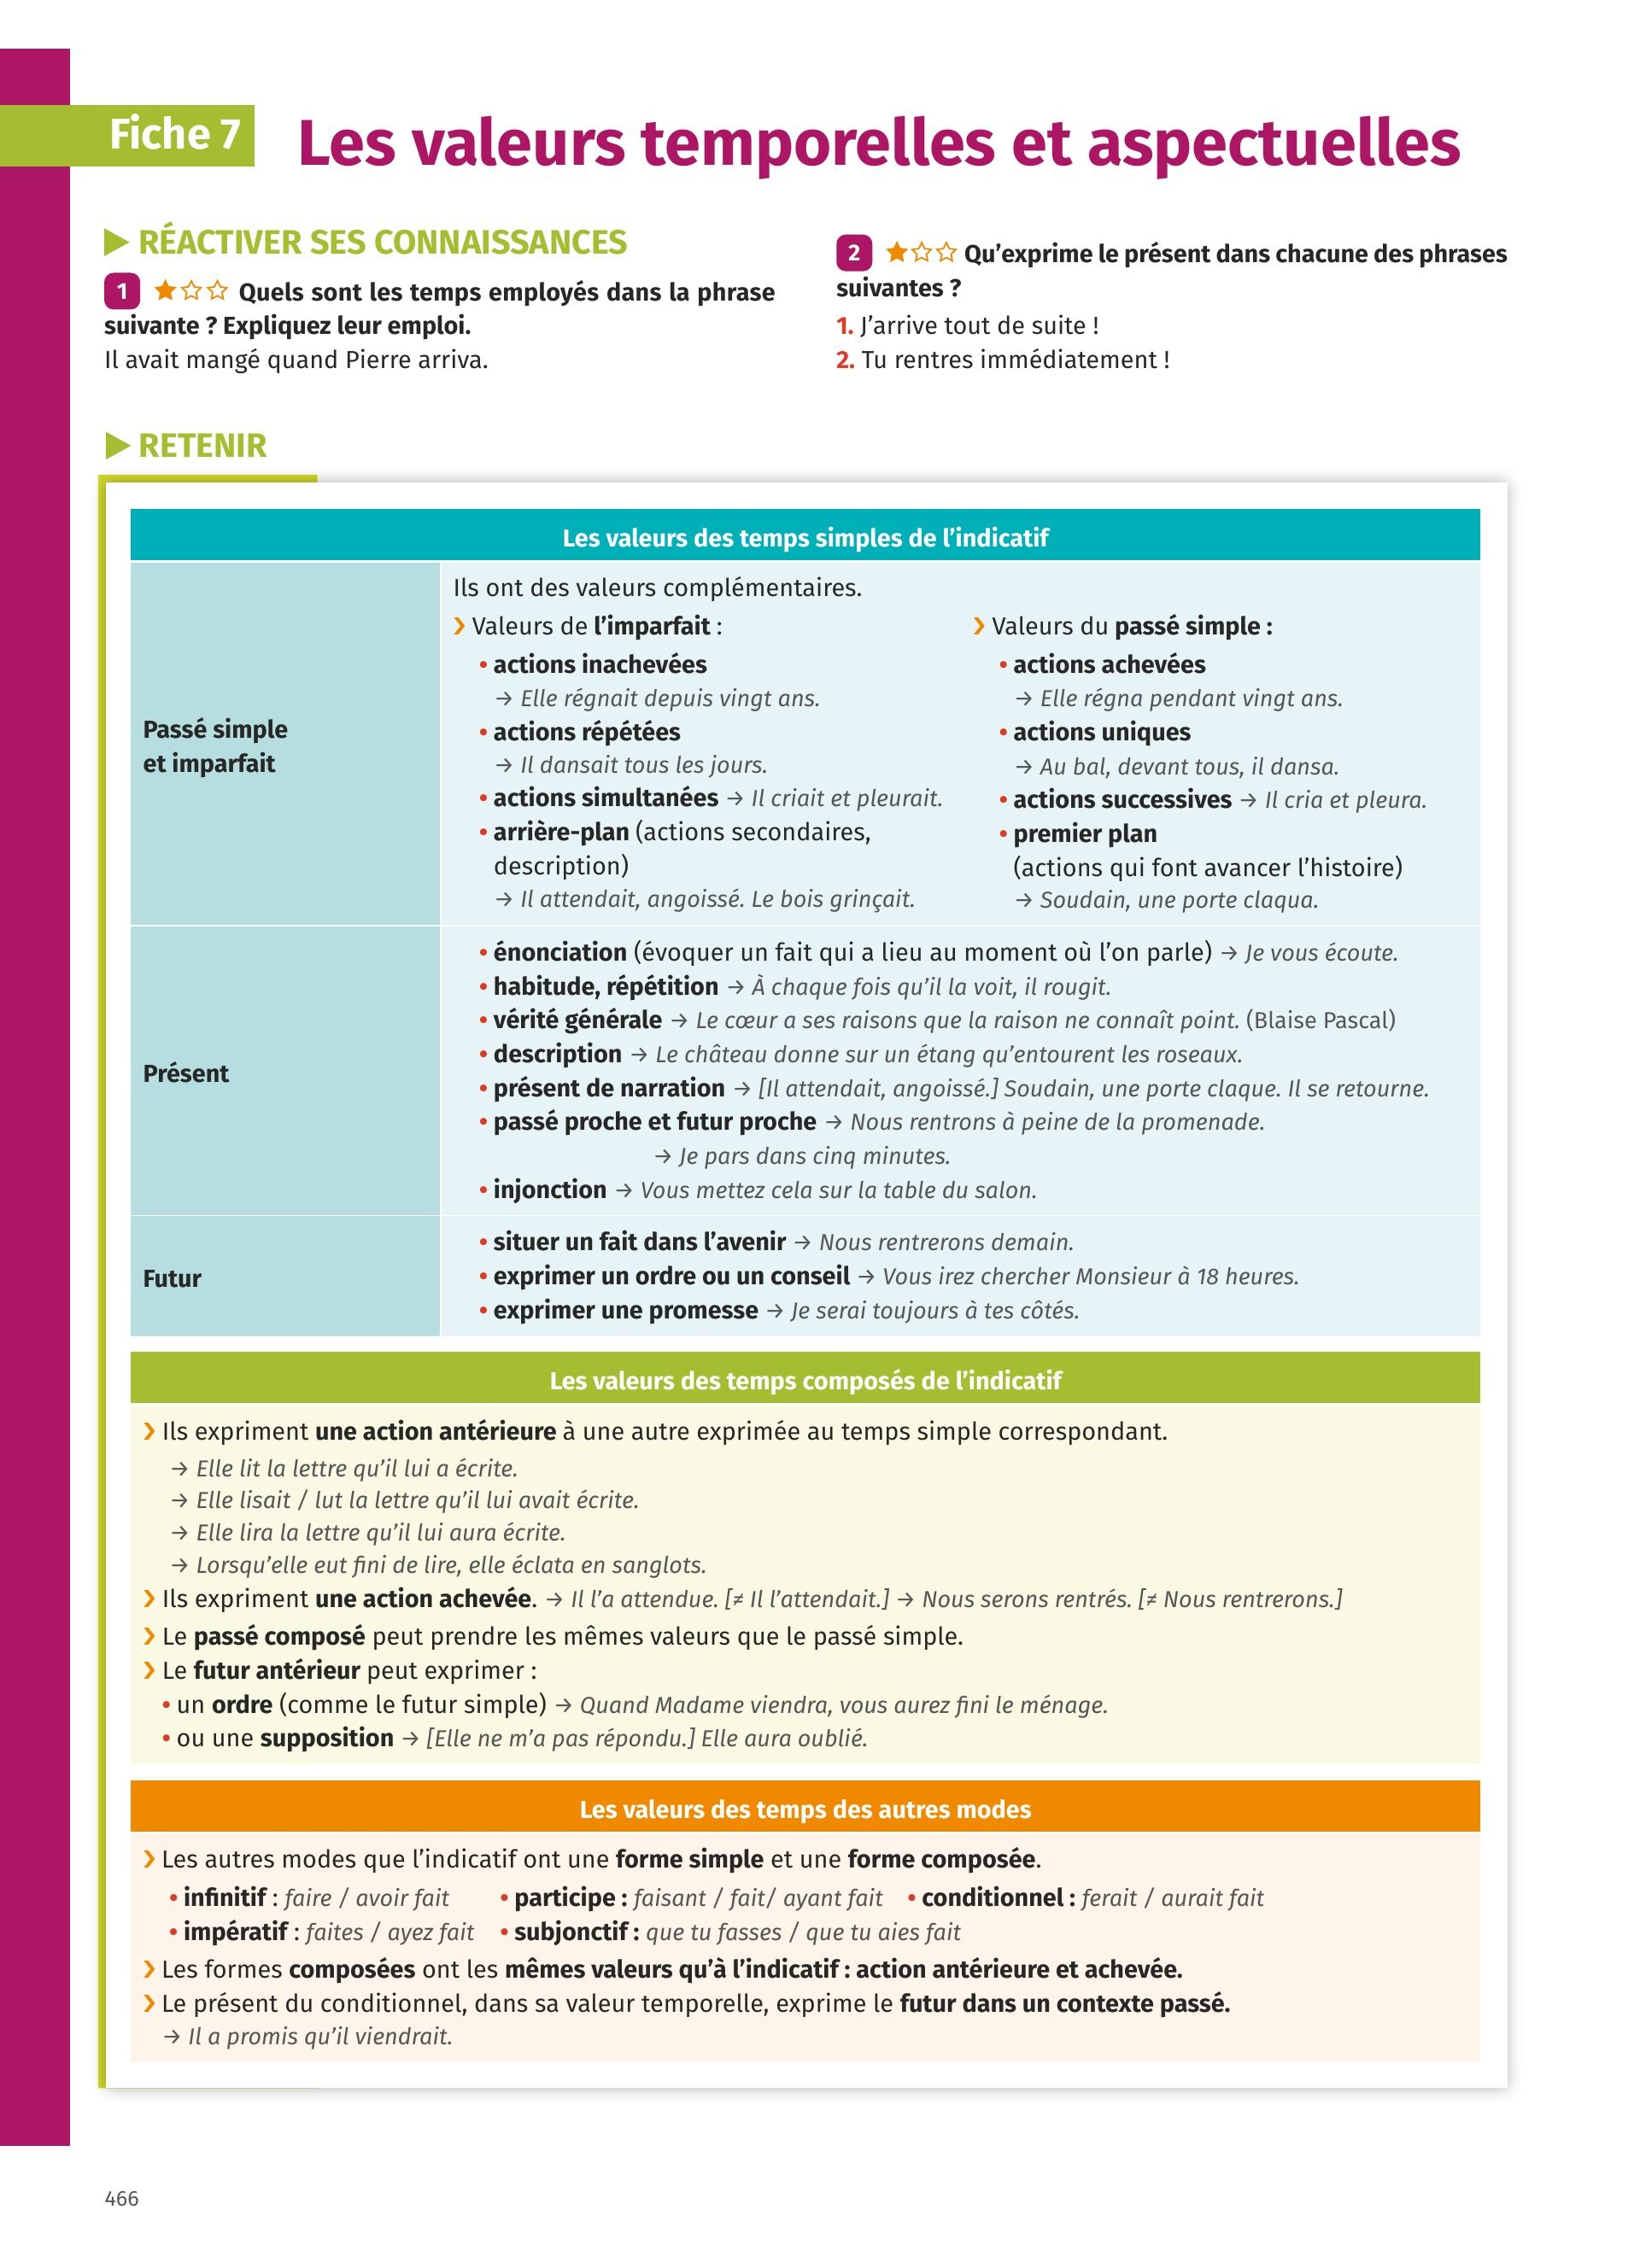 Fiche 7
Les valeurs temporelles et aspectuelles
RÉACTIVER SES CONNAISSANCES
1 Quels sont les temps employés dans la phrase
suivante ? Expliquez leur emploi.
Il avait mangé quand Pierre arriva.
2 Qu’exprime le présent dans chacune des phrases
suivantes ?
1. J’arrive tout de suite !
2. Tu rentres immédiatement !
RETENIR
Les valeurs des temps simples de l’indicatif
Passé simple
et imparfait
Ils ont des valeurs complémentaires.
› Valeurs de l’imparfait :
• actions inachevées
→ Elle régnait depuis vingt ans.
• actions répétées
→ Il dansait tous les jours.
• actions simultanées → Il criait et pleurait.
• arrière-plan (actions secondaires,
description)
→ Il attendait, angoissé. Le bois grinçait.
› Valeurs du passé simple :
• actions achevées
→ Elle régna pendant vingt ans.
• actions uniques
→ Au bal, devant tous, il dansa.
• actions successives → Il cria et pleura.
• premier plan
(actions qui font avancer l’histoire)
→ Soudain, une porte claqua.
Présent
• énonciation (évoquer un fait qui a lieu au moment où l’on parle) → Je vous écoute.
• habitude, répétition → À chaque fois qu’il la voit, il rougit.
• vérité générale → Le cœur a ses raisons que la raison ne connaît point. (Blaise Pascal)
• description → Le château donne sur un étang qu’entourent les roseaux.
• présent de narration → [Il attendait, angoissé.] Soudain, une porte claque. Il se retourne.
• passé proche et futur proche → Nous rentrons à peine de la promenade.
→ Je pars dans cinq minutes.
• injonction → Vous mettez cela sur la table du salon.
Futur
• situer un fait dans l’avenir → Nous rentrerons demain.
• exprimer un ordre ou un conseil → Vous irez chercher Monsieur à 18 heures.
• exprimer une promesse → Je serai toujours à tes côtés.
Les valeurs des temps composés de l’indicatif
› Ils expriment une action antérieure à une autre exprimée au temps simple correspondant.
→ Elle lit la lettre qu’il lui a écrite.
→ Elle lisait / lut la lettre qu’il lui avait écrite.
→ Elle lira la lettre qu’il lui aura écrite.
→ Lorsqu’elle eut fini de lire, elle éclata en sanglots.
› Ils expriment une action achevée. → Il l’a attendue. [≠ Il l’attendait.] → Nous serons rentrés. [≠ Nous rentrerons.]
› Le passé composé peut prendre les mêmes valeurs que le passé simple.
› Le futur antérieur peut exprimer :
• un ordre (comme le futur simple) → Quand Madame viendra, vous aurez fini le ménage.
• ou une supposition → [Elle ne m’a pas répondu.] Elle aura oublié.
Les valeurs des temps des autres modes
› Les autres modes que l’indicatif ont une forme simple et une forme composée.
• infinitif : faire / avoir fait • participe : faisant / fait/ ayant fait • conditionnel : ferait / aurait fait
• impératif : faites / ayez fait • subjonctif : que tu fasses / que tu aies fait
› Les formes composées ont les mêmes valeurs qu’à l’indicatif : action antérieure et achevée.
› Le présent du conditionnel, dans sa valeur temporelle, exprime le futur dans un contexte passé.
→ Il a promis qu’il viendrait.
466